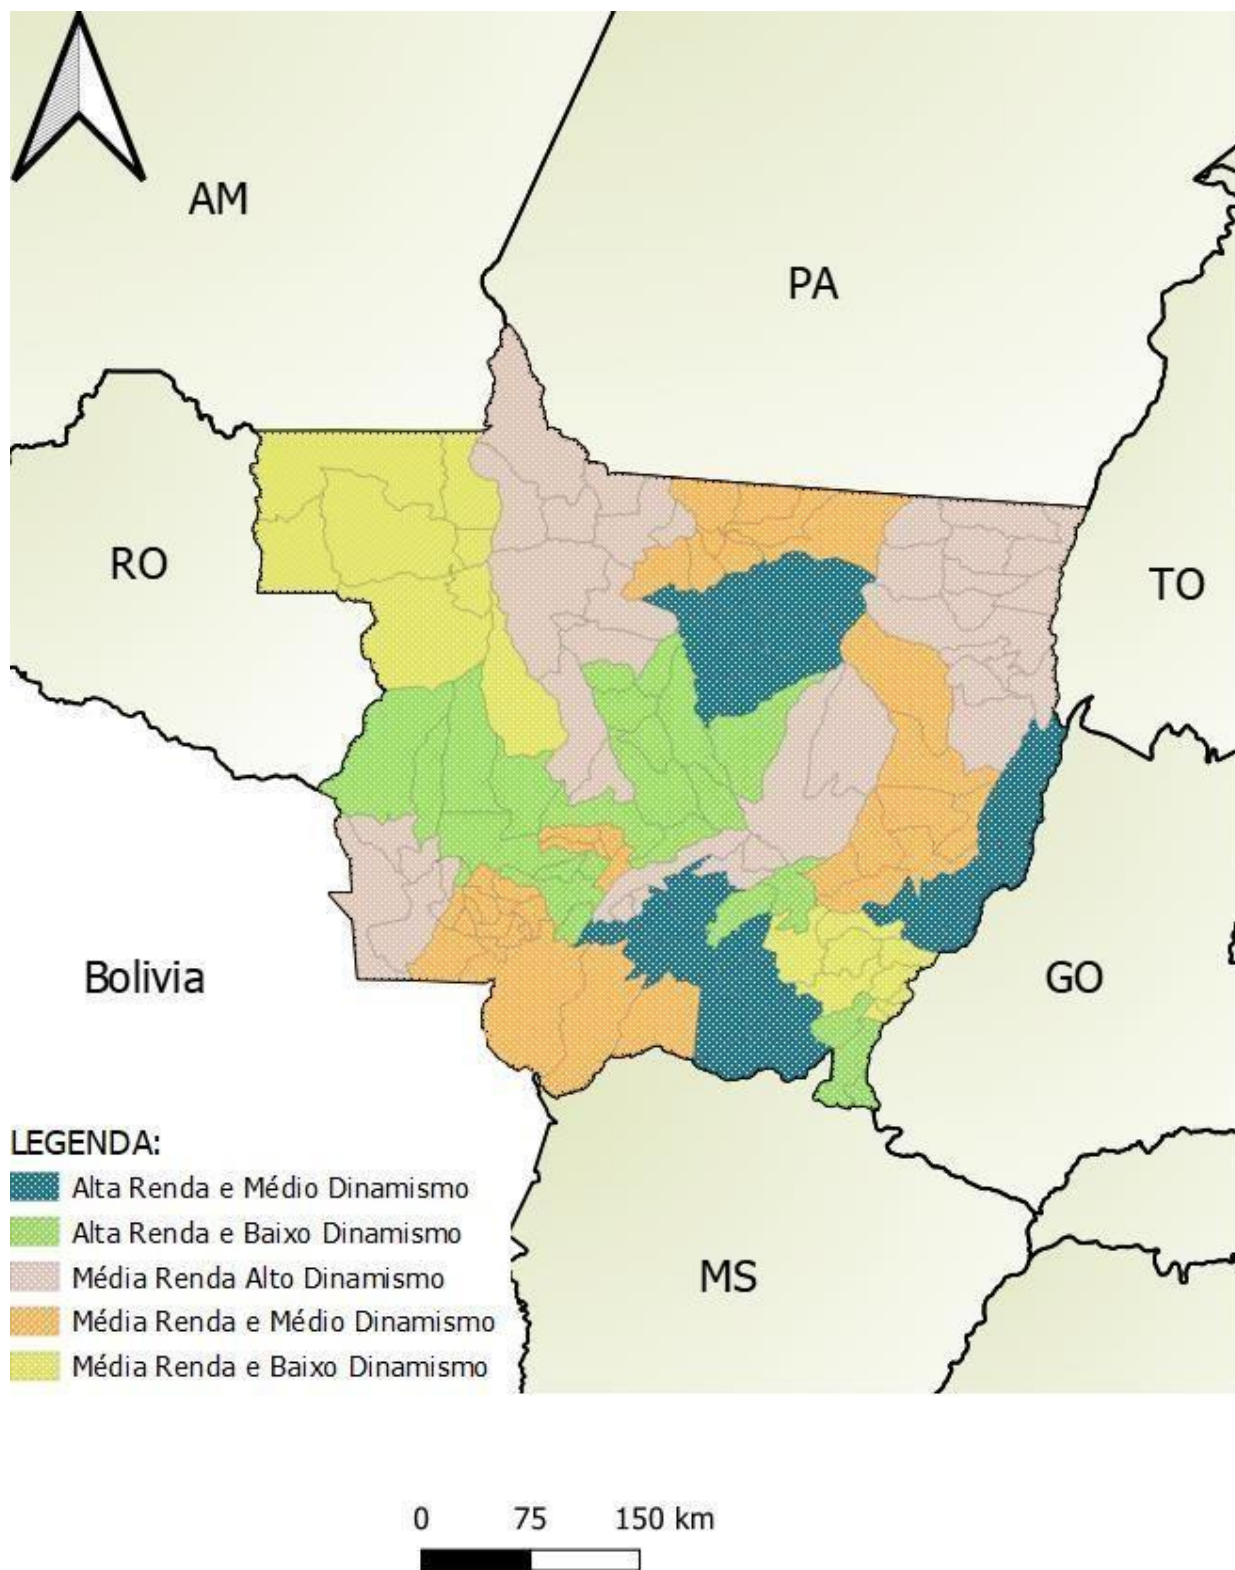 AM
PA
RO
TO
Bolivia
GO
LEGENDA:
Alta Renda e Médio Dinamismo
Alta Renda e Baixo Dinamismo
Média Renda Alto Dinamismo
Média Renda e Médio Dinamismo
Média Renda e Baixo Dinamismo
MS
0 75 150 km